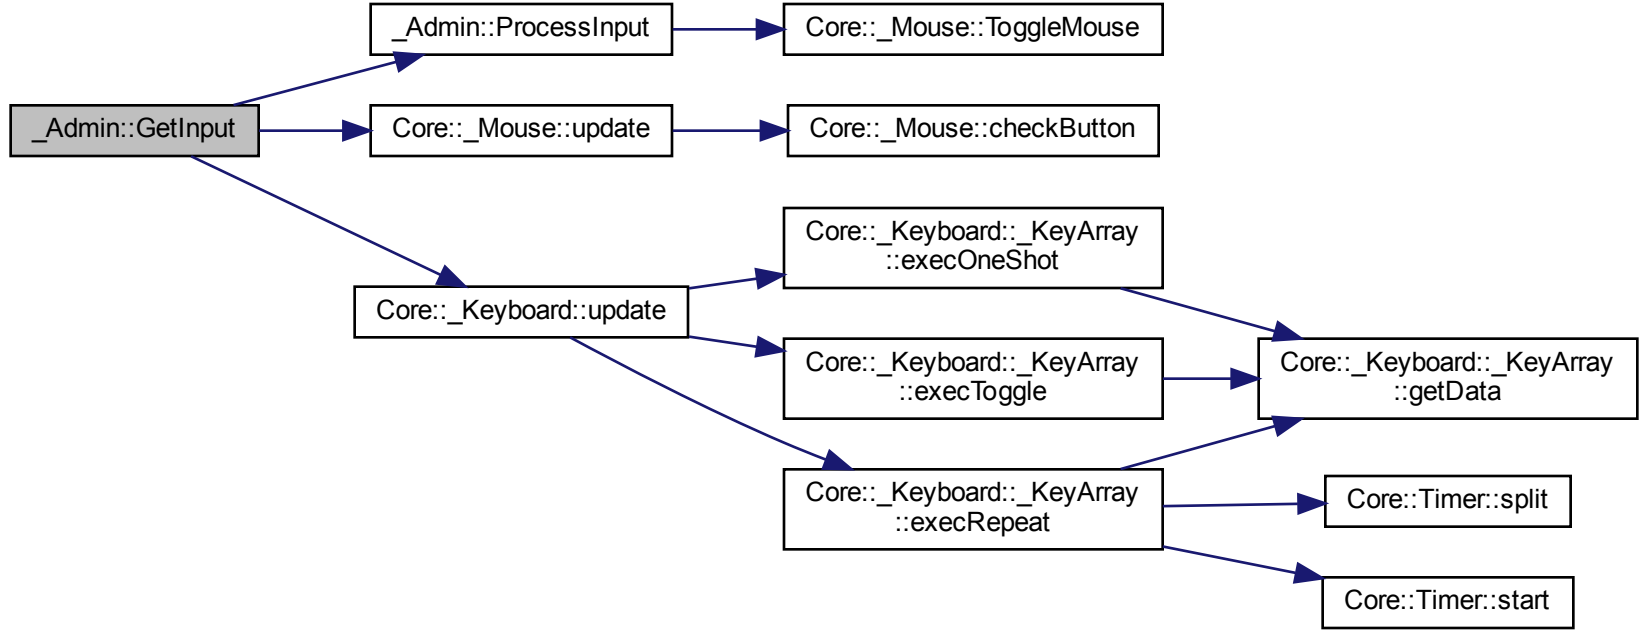 _Admin::ProcessInput
Core::_Mouse::ToggleMouse
_Admin::GetInput
Core::_Mouse::update
Core::_Mouse::checkButton
Core::_Keyboard::update
Core::_Keyboard::_KeyArray
::execOneShot
Core::_Keyboard::_KeyArray
::execToggle
Core::_Keyboard::_KeyArray
::getData
Core::_Keyboard::_KeyArray
::execRepeat
Core::Timer::split
Core::Timer::start